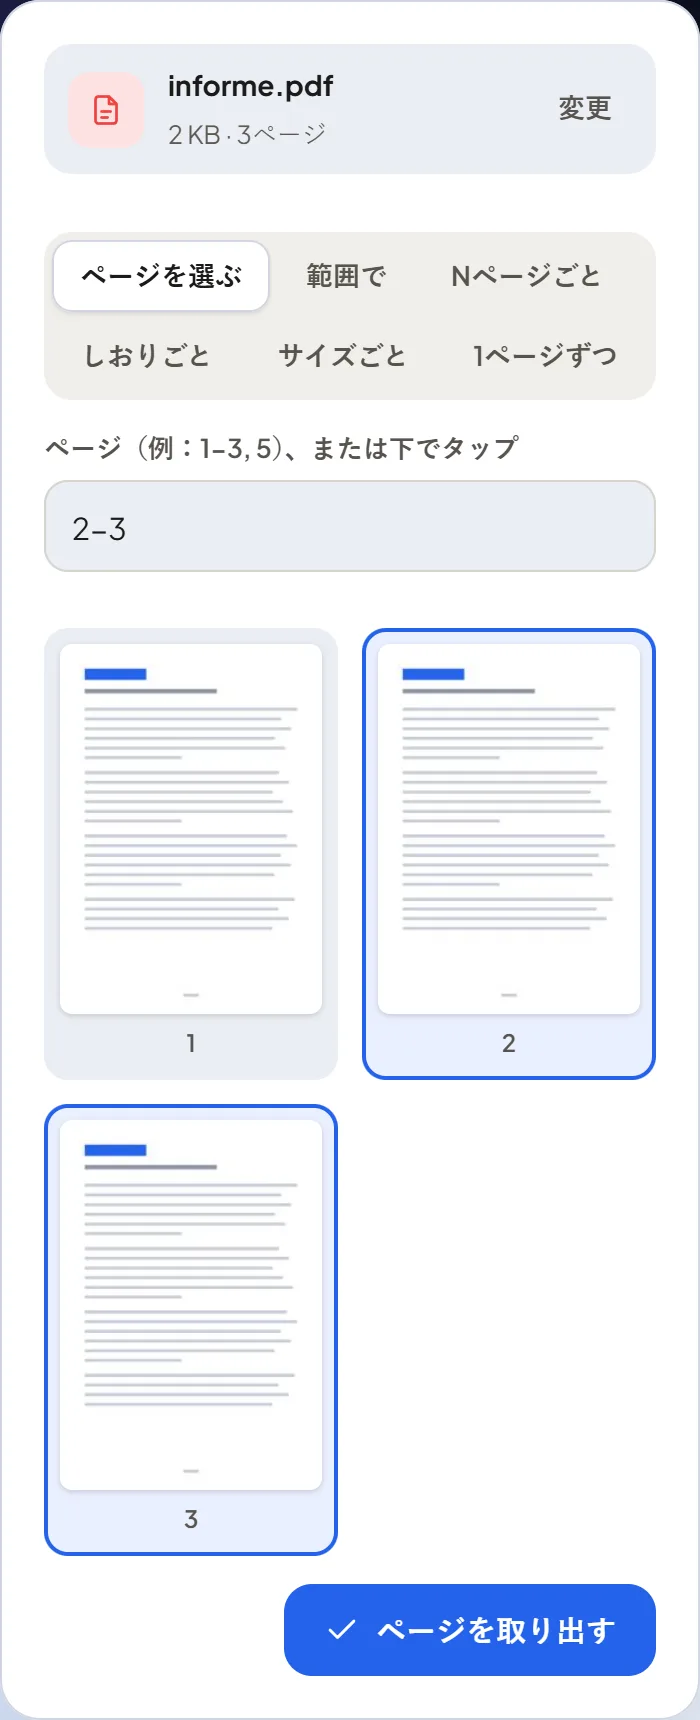 informe.pdf
2 KB · 3ページ
変更
ページを選ぶ
範囲で
Nページごと
しおりごと
サイズごと
1ページずつ
ページ（例：1–3, 5）、または下でタップ
2–3
1
2
3
ページを取り出す